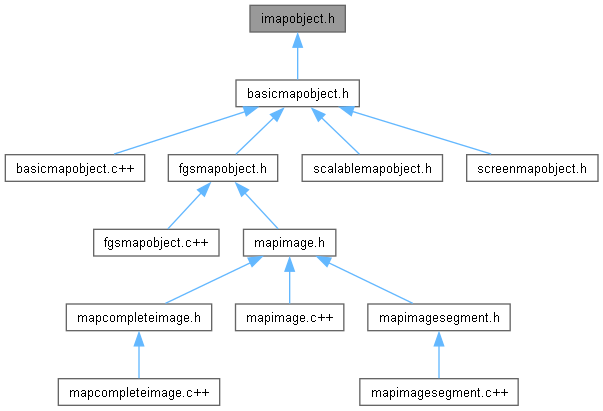 imapobject.h
basicmapobject.h
basicmapobject.c++
fgsmapobject.h
scalablemapobject.h
screenmapobject.h
fgsmapobject.c++
mapimage.h
mapcompleteimage.h
mapimage.c++
mapimagesegment.h
mapcompleteimage.c++
mapimagesegment.c++